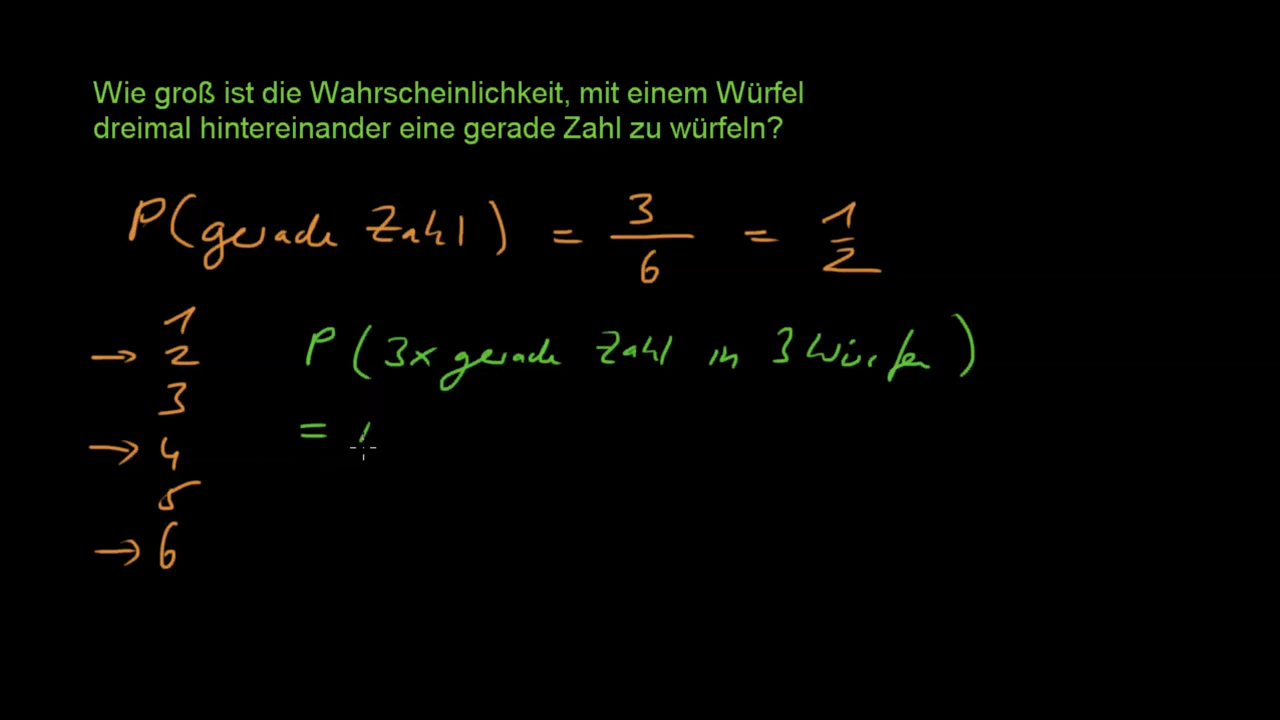 Wie groß ist die Wahrscheinlichkeit, mit einem Würfel
dreimal hintereinander eine gerade Zahl zu würfeln?
P(gerade Zahl) = 3/6 = 1/2
1
→ 2
3
→ 4
5
→ 6
P(3x gerade Zahl in 3 Würfen)
=